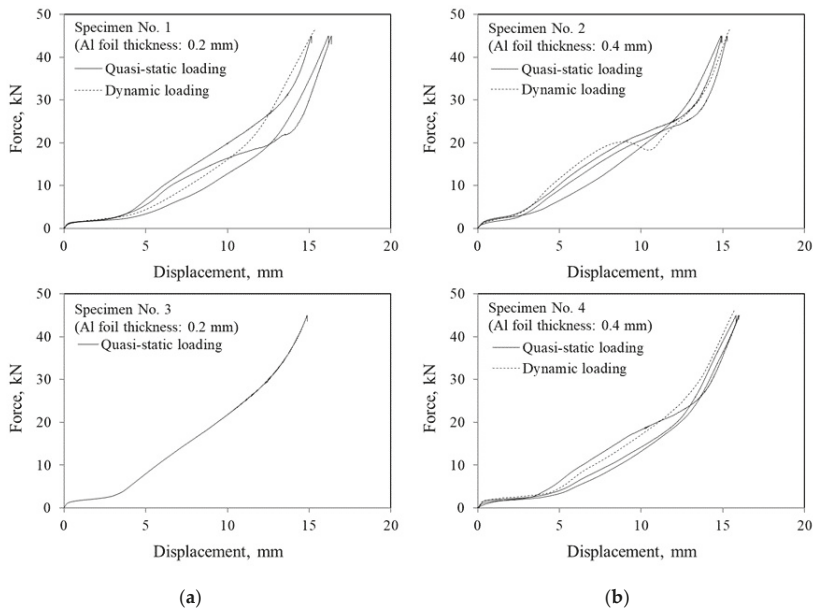 Specimen No. 1
(Al foil thickness: 0.2 mm)
Quasi-static loading
Dynamic loading
Force, kN
50
40
30
20
10
0
0 5 10 15 20
Displacement, mm
Specimen No. 2
(Al foil thickness: 0.4 mm)
Quasi-static loading
Dynamic loading
Force, kN
50
40
30
20
10
0
0 5 10 15 20
Displacement, mm
Specimen No. 3
(Al foil thickness: 0.2 mm)
Quasi-static loading
Force, kN
50
40
30
20
10
0
0 5 10 15 20
Displacement, mm
Specimen No. 4
(Al foil thickness: 0.4 mm)
Quasi-static loading
Dynamic loading
Force, kN
50
40
30
20
10
0
0 5 10 15 20
Displacement, mm
(a)
(b)